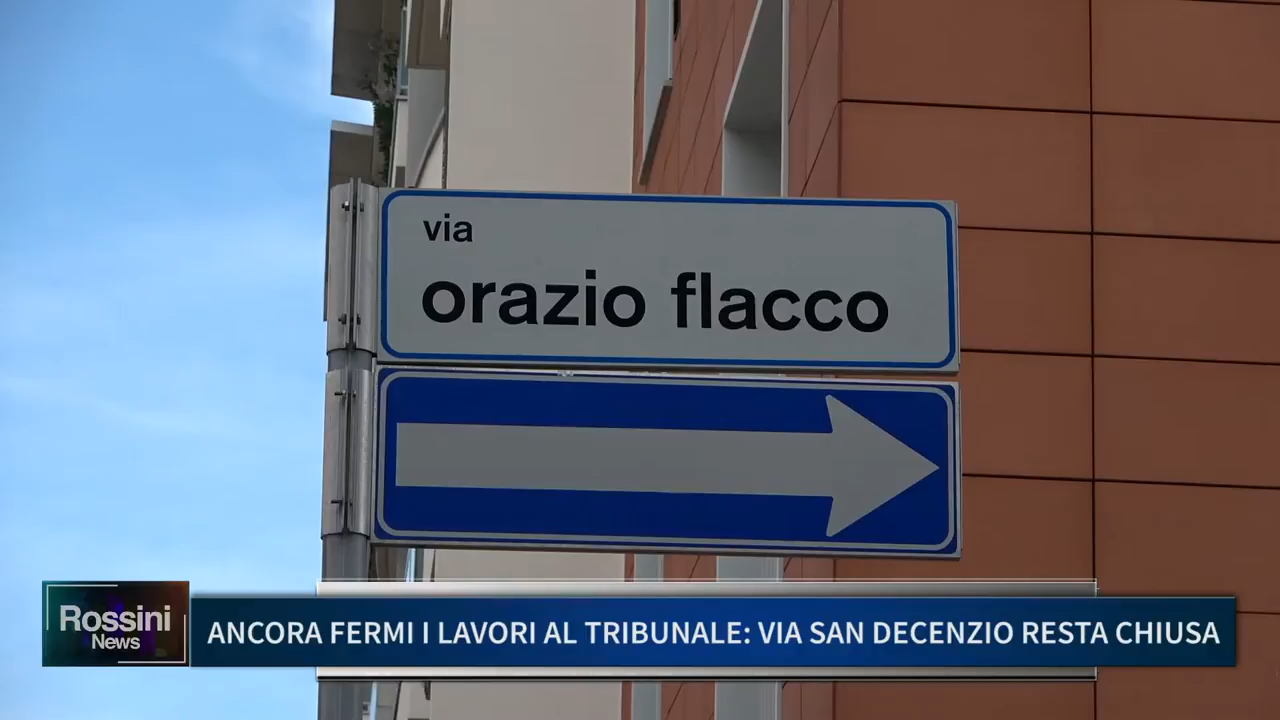 via
orazio flacco
Rossini
News
ANCORA FERMI I LAVORI AL TRIBUNALE: VIA SAN DECENZIO RESTA CHIUSA